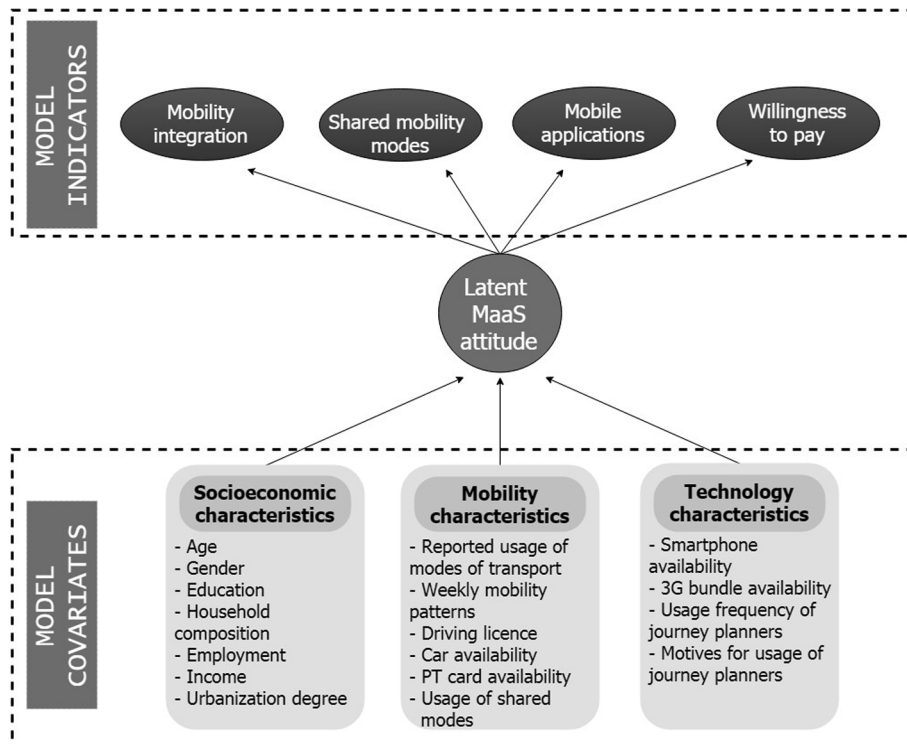 MODEL
INDICATORS
Mobility
integration
Shared mobility
modes
Mobile
applications
Willingness
to pay
Latent
MaaS
attitude
MODEL
COVARIATES
Socioeconomic
characteristics
- Age
- Gender
- Education
- Household
composition
- Employment
- Income
- Urbanization degree
Mobility
characteristics
- Reported usage of
modes of transport
- Weekly mobility
patterns
- Driving licence
- Car availability
- PT card availability
- Usage of shared
modes
Technology
characteristics
- Smartphone
availability
- 3G bundle availability
- Usage frequency of
journey planners
- Motives for usage of
journey planners